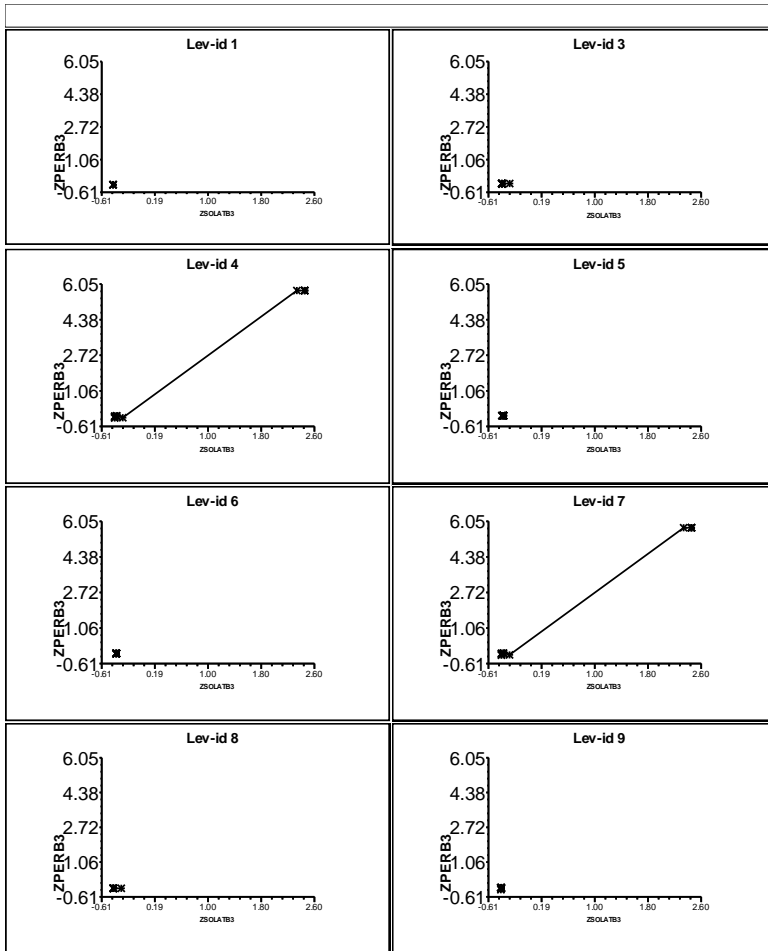 Lev-id 1
6.05
4.38
2.72
1.06
-0.61
ZPERB3
-0.61 0.19 1.00 1.80 2.60
ZSOLATB3
Lev-id 3
6.05
4.38
2.72
1.06
-0.61
ZPERB3
-0.61 0.19 1.00 1.80 2.60
ZSOLATB3
Lev-id 4
6.05
4.38
2.72
1.06
-0.61
ZPERB3
-0.61 0.19 1.00 1.80 2.60
ZSOLATB3
Lev-id 5
6.05
4.38
2.72
1.06
-0.61
ZPERB3
-0.61 0.19 1.00 1.80 2.60
ZSOLATB3
Lev-id 6
6.05
4.38
2.72
1.06
-0.61
ZPERB3
-0.61 0.19 1.00 1.80 2.60
ZSOLATB3
Lev-id 7
6.05
4.38
2.72
1.06
-0.61
ZPERB3
-0.61 0.19 1.00 1.80 2.60
ZSOLATB3
Lev-id 8
6.05
4.38
2.72
1.06
-0.61
ZPERB3
-0.61 0.19 1.00 1.80 2.60
ZSOLATB3
Lev-id 9
6.05
4.38
2.72
1.06
-0.61
ZPERB3
-0.61 0.19 1.00 1.80 2.60
ZSOLATB3